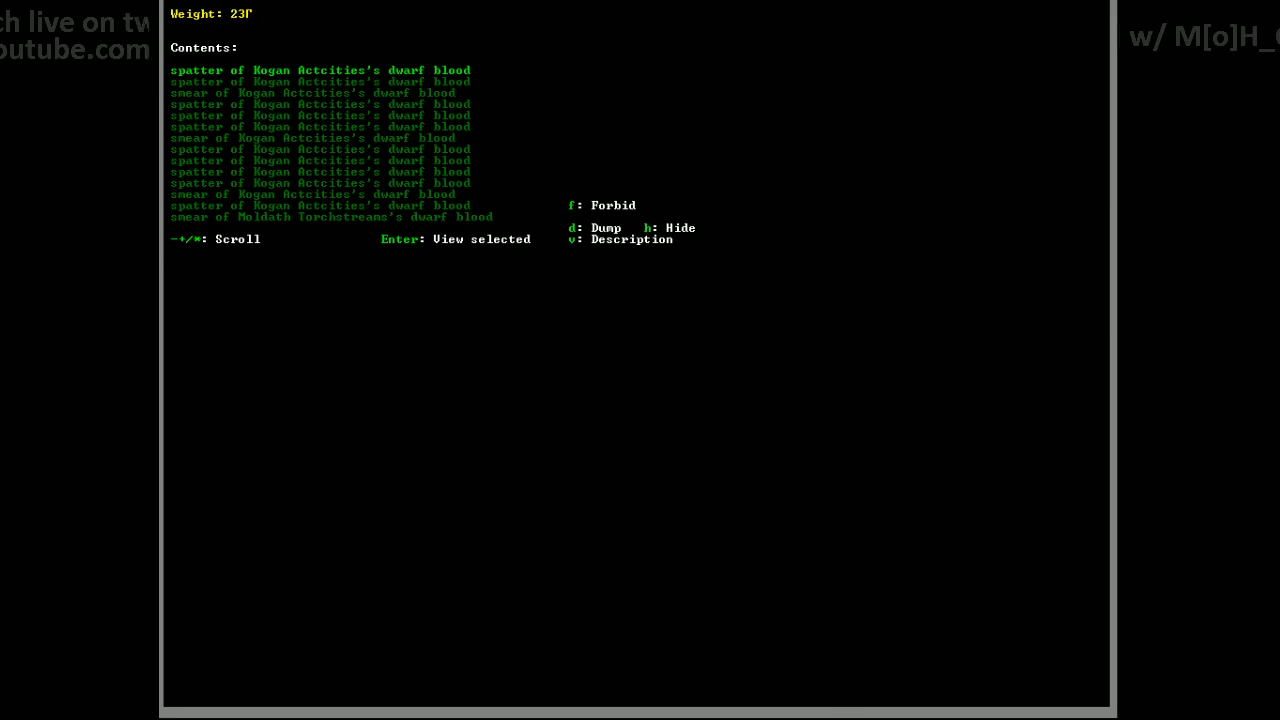 ch live on tw
outube.com
w/ M[o]H_
Weight: 23Γ
Contents:
spatter of Kogan Actcities's dwarf blood
spatter of Kogan Actcities's dwarf blood
smear of Kogan Actcities's dwarf blood
spatter of Kogan Actcities's dwarf blood
spatter of Kogan Actcities's dwarf blood
spatter of Kogan Actcities's dwarf blood
smear of Kogan Actcities's dwarf blood
spatter of Kogan Actcities's dwarf blood
spatter of Kogan Actcities's dwarf blood
spatter of Kogan Actcities's dwarf blood
spatter of Kogan Actcities's dwarf blood
smear of Kogan Actcities's dwarf blood
spatter of Kogan Actcities's dwarf blood f: Forbid
smear of Moldath Torchstreams's dwarf blood
d: Dump h: Hide
-+/*: Scroll Enter: View selected v: Description